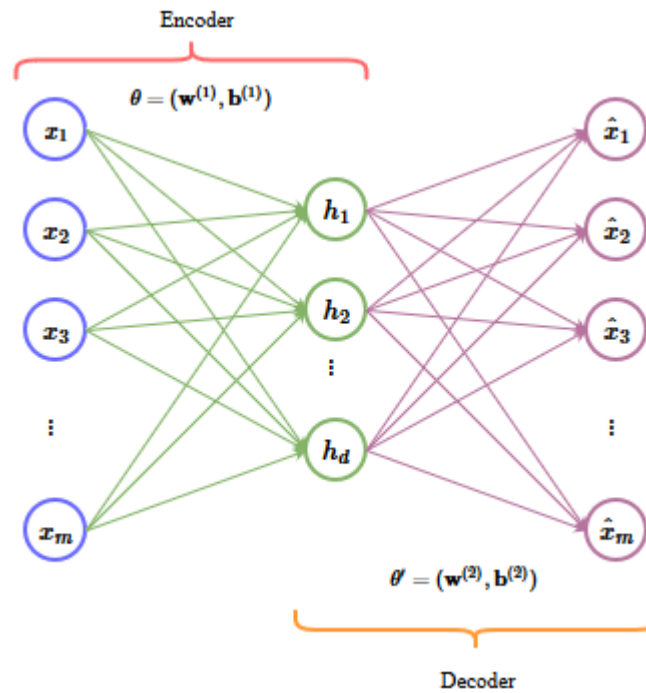 Encoder
θ = (w⁽¹⁾, b⁽¹⁾)
x₁
x̂₁
h₁
x₂
x̂₂
h₂
x₃
x̂₃
⋮
⋮
⋮
h_d
x_m
x̂_m
θ′ = (w⁽²⁾, b⁽²⁾)
Decoder